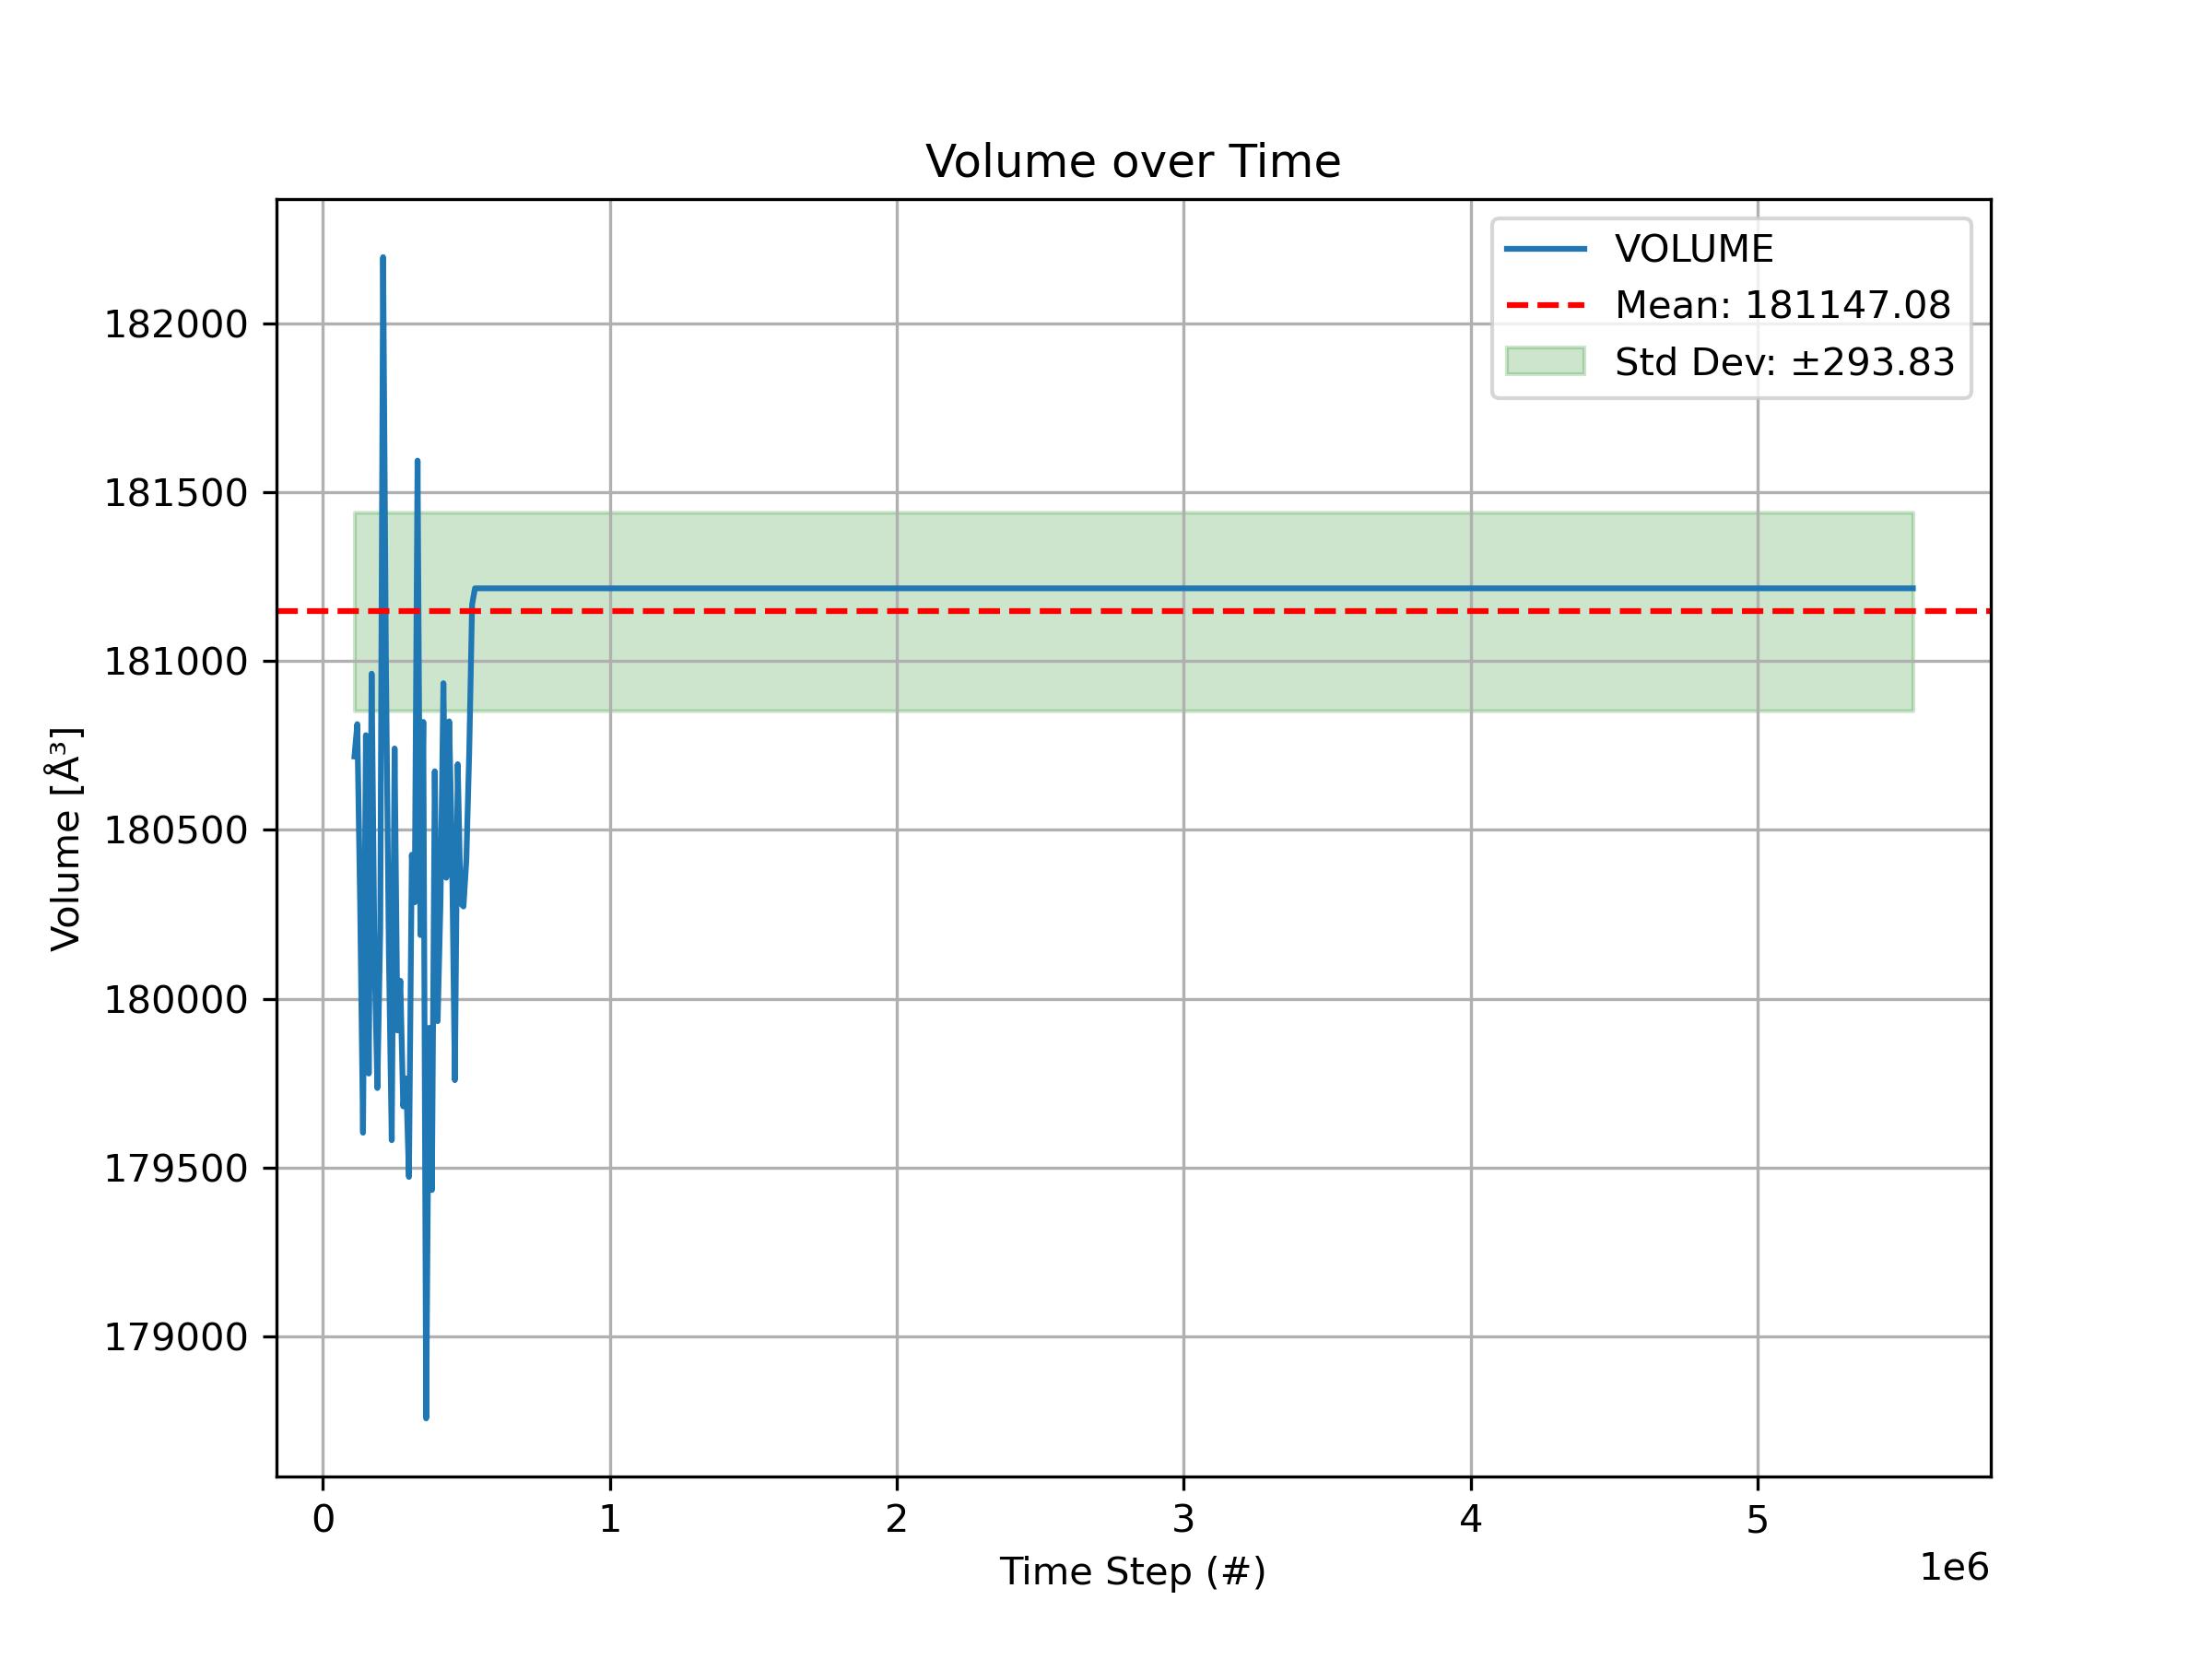 Volume over Time
VOLUME
Mean: 181147.08
Std Dev: ±293.83
Volume [Å³]
182000
181500
181000
180500
180000
179500
179000
0 1 2 3 4 5
1e6
Time Step (#)